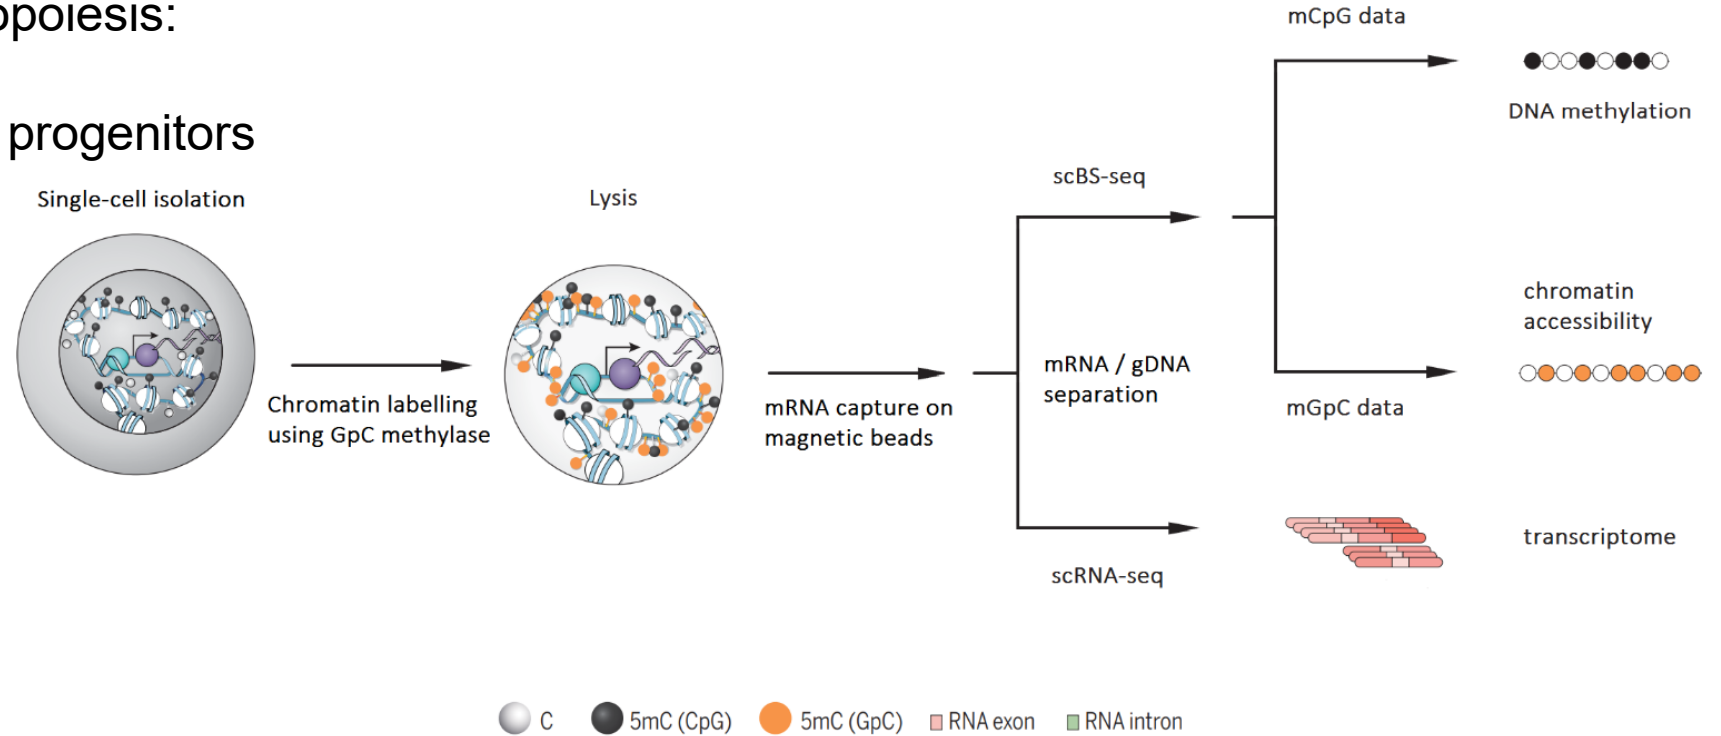 opoiesis:
progenitors
Single-cell isolation
Chromatin labelling
using GpC methylase
Lysis
mRNA capture on
magnetic beads
scBS-seq
mRNA / gDNA
separation
scRNA-seq
mCpG data
DNA methylation
chromatin
accessibility
mGpC data
transcriptome
C
5mC (CpG)
5mC (GpC)
RNA exon
RNA intron